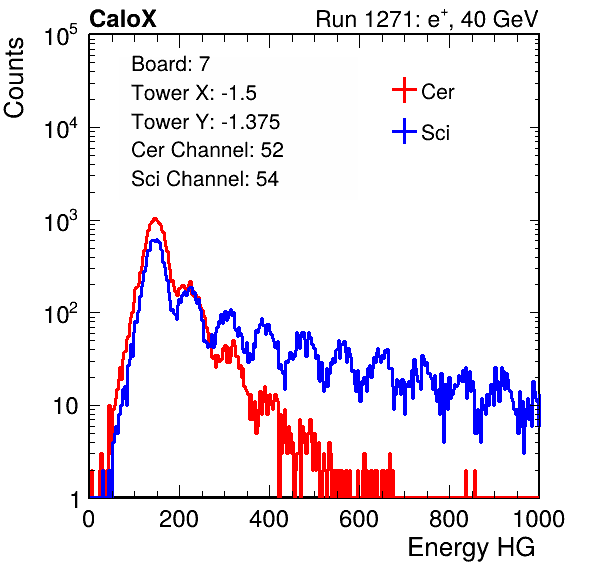 CaloX Run 1271: e⁺, 40 GeV
Counts
Board: 7
Tower X: -1.5
Tower Y: -1.375
Cer Channel: 52
Sci Channel: 54
Cer
Sci
10⁵
10⁴
10³
10²
10
1
0 200 400 600 800 1000
Energy HG